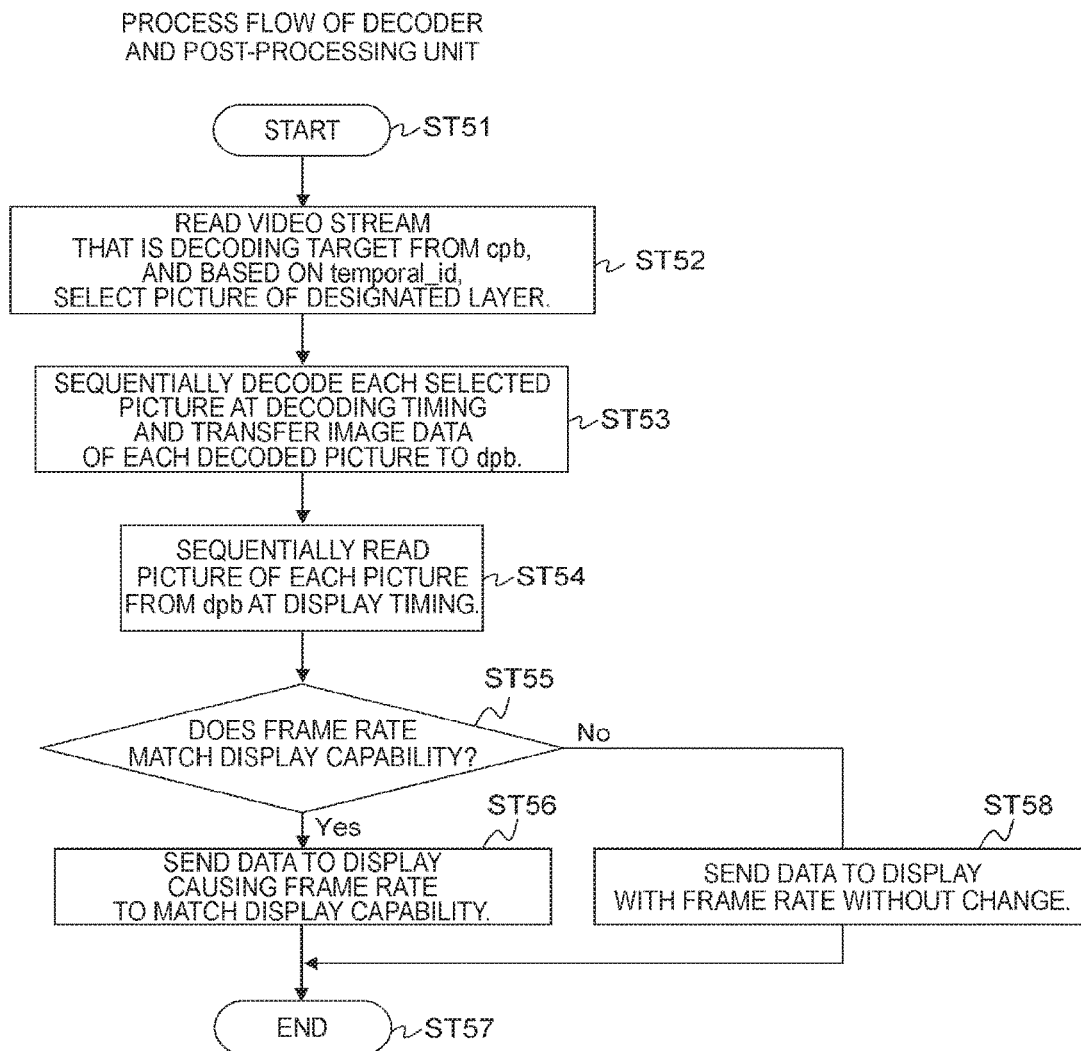 PROCESS FLOW OF DECODER
AND POST-PROCESSING UNIT
START
ST51
READ VIDEO STREAM
THAT IS DECODING TARGET FROM cpb,
AND BASED ON temporal_id,
SELECT PICTURE OF DESIGNATED LAYER.
ST52
SEQUENTIALLY DECODE EACH SELECTED
PICTURE AT DECODING TIMING
AND TRANSFER IMAGE DATA
OF EACH DECODED PICTURE TO dpb.
ST53
SEQUENTIALLY READ
PICTURE OF EACH PICTURE
FROM dpb AT DISPLAY TIMING.
ST54
ST55
DOES FRAME RATE
MATCH DISPLAY CAPABILITY?
No
Yes
ST56
SEND DATA TO DISPLAY
CAUSING FRAME RATE
TO MATCH DISPLAY CAPABILITY.
ST58
SEND DATA TO DISPLAY
WITH FRAME RATE WITHOUT CHANGE.
END
ST57